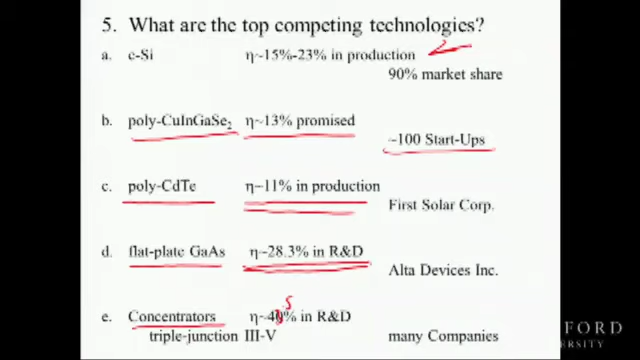 5. What are the top competing technologies?
a. c-Si η~15%-23% in production
90% market share
b. poly-CuInGaSe2 η~13% promised
~100 Start-Ups
c. poly-CdTe η~11% in production
First Solar Corp.
d. flat-plate GaAs η~28.3% in R&D
Alta Devices Inc.
5
e. Concentrators η~40% in R&D
triple-junction III-V many Companies
FORD
ERSITY